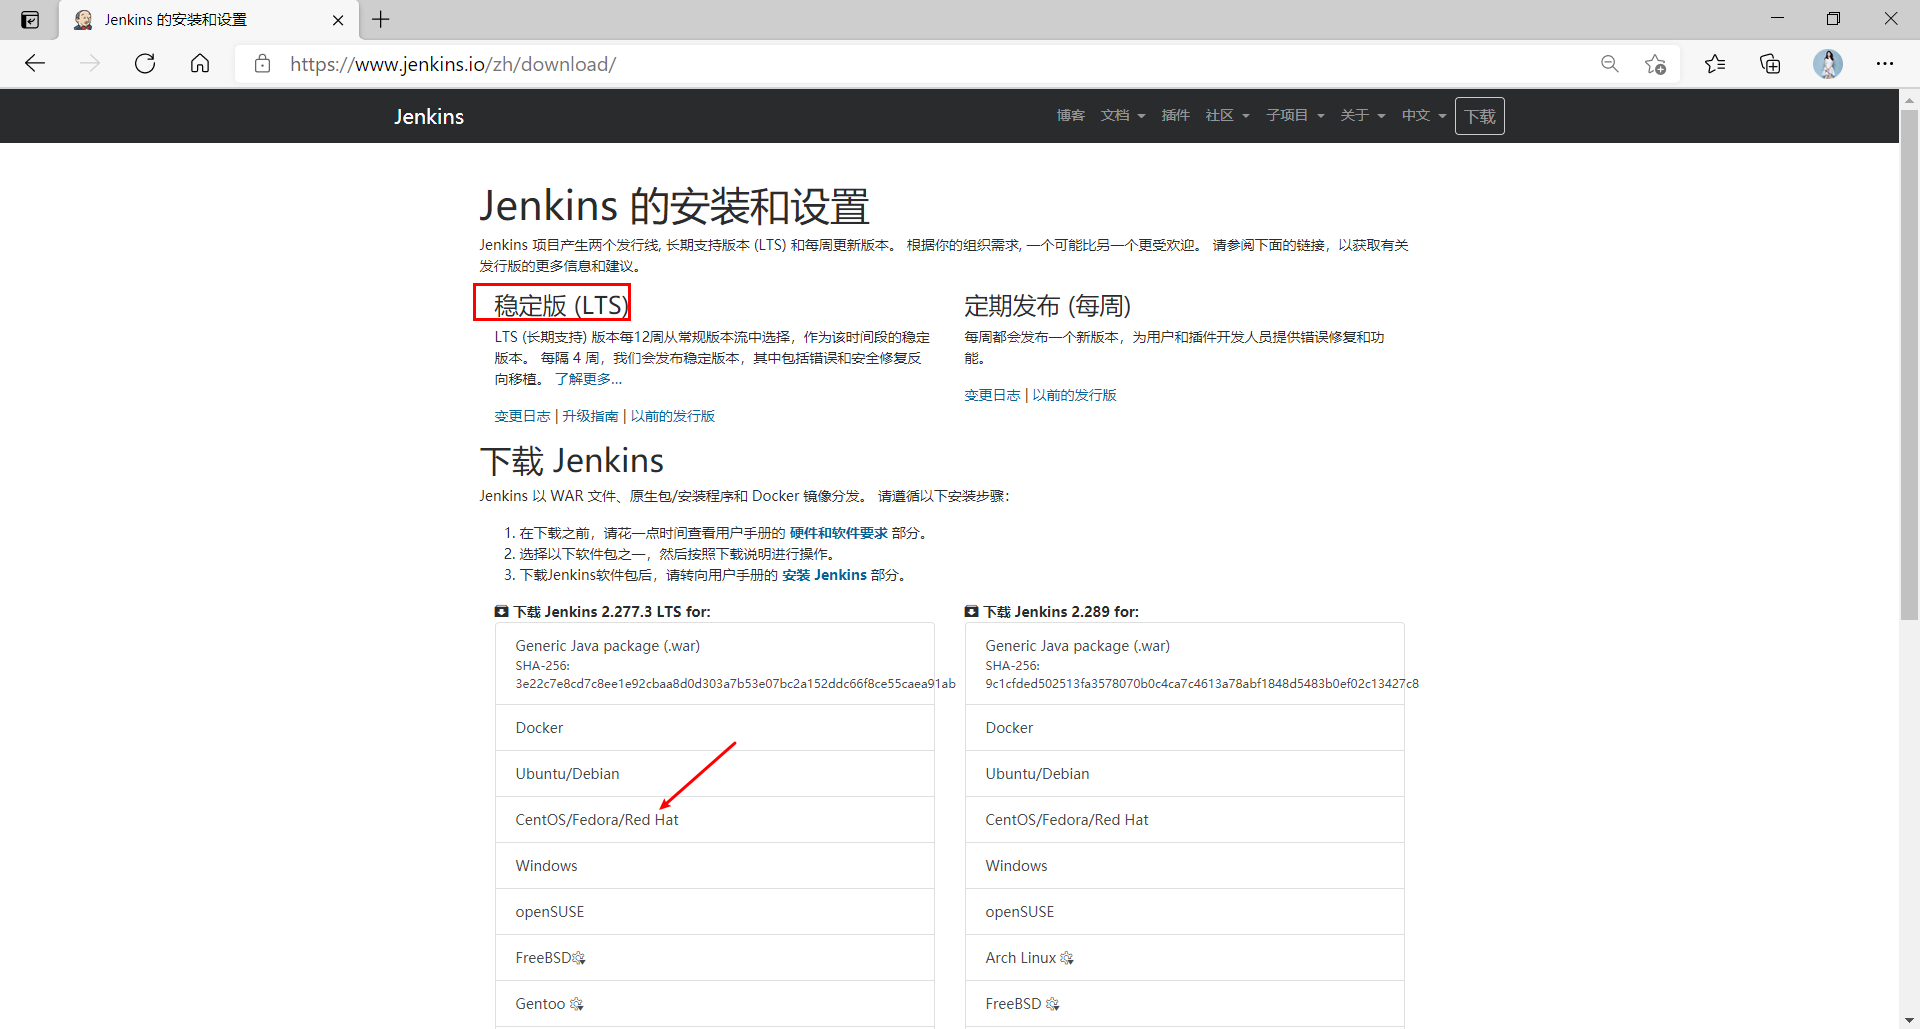 Jenkins 的安装和设置
https://www.jenkins.io/zh/download/
Jenkins
博客 文档 插件 社区 子项目 关于 中文 下载
Jenkins 的安装和设置
Jenkins 项目产生两个发行线, 长期支持版本 (LTS) 和每周更新版本。 根据你的组织需求, 一个可能比另一个更受欢迎。 请参阅下面的链接，以获取有关
发行版的更多信息和建议。
稳定版 (LTS)
LTS (长期支持) 版本每12周从常规版本流中选择，作为该时间段的稳定
版本。 每隔 4 周，我们会发布稳定版本，其中包括错误和安全修复反
向移植。 了解更多...
变更日志 | 升级指南 | 以前的发行版
定期发布 (每周)
每周都会发布一个新版本，为用户和插件开发人员提供错误修复和功
能。
变更日志 | 以前的发行版
下载 Jenkins
Jenkins 以 WAR 文件、原生包/安装程序和 Docker 镜像分发。 请遵循以下安装步骤：
1. 在下载之前，请花一点时间查看用户手册的 硬件和软件要求 部分。
2. 选择以下软件包之一，然后按照下载说明进行操作。
3. 下载Jenkins软件包后，请转向用户手册的 安装 Jenkins 部分。
下载 Jenkins 2.277.3 LTS for:
Generic Java package (.war)
SHA-256:
3e22c7e8cd7c8ee1e92cbaa8d0d303a7b53e07bc2a152ddc66f8ce55caea91ab
Docker
Ubuntu/Debian
CentOS/Fedora/Red Hat
Windows
openSUSE
FreeBSD
Gentoo
下载 Jenkins 2.289 for:
Generic Java package (.war)
SHA-256:
9c1cfded502513fa3578070b0c4ca7c4613a78abf1848d5483b0ef02c13427c8
Docker
Ubuntu/Debian
CentOS/Fedora/Red Hat
Windows
openSUSE
Arch Linux
FreeBSD